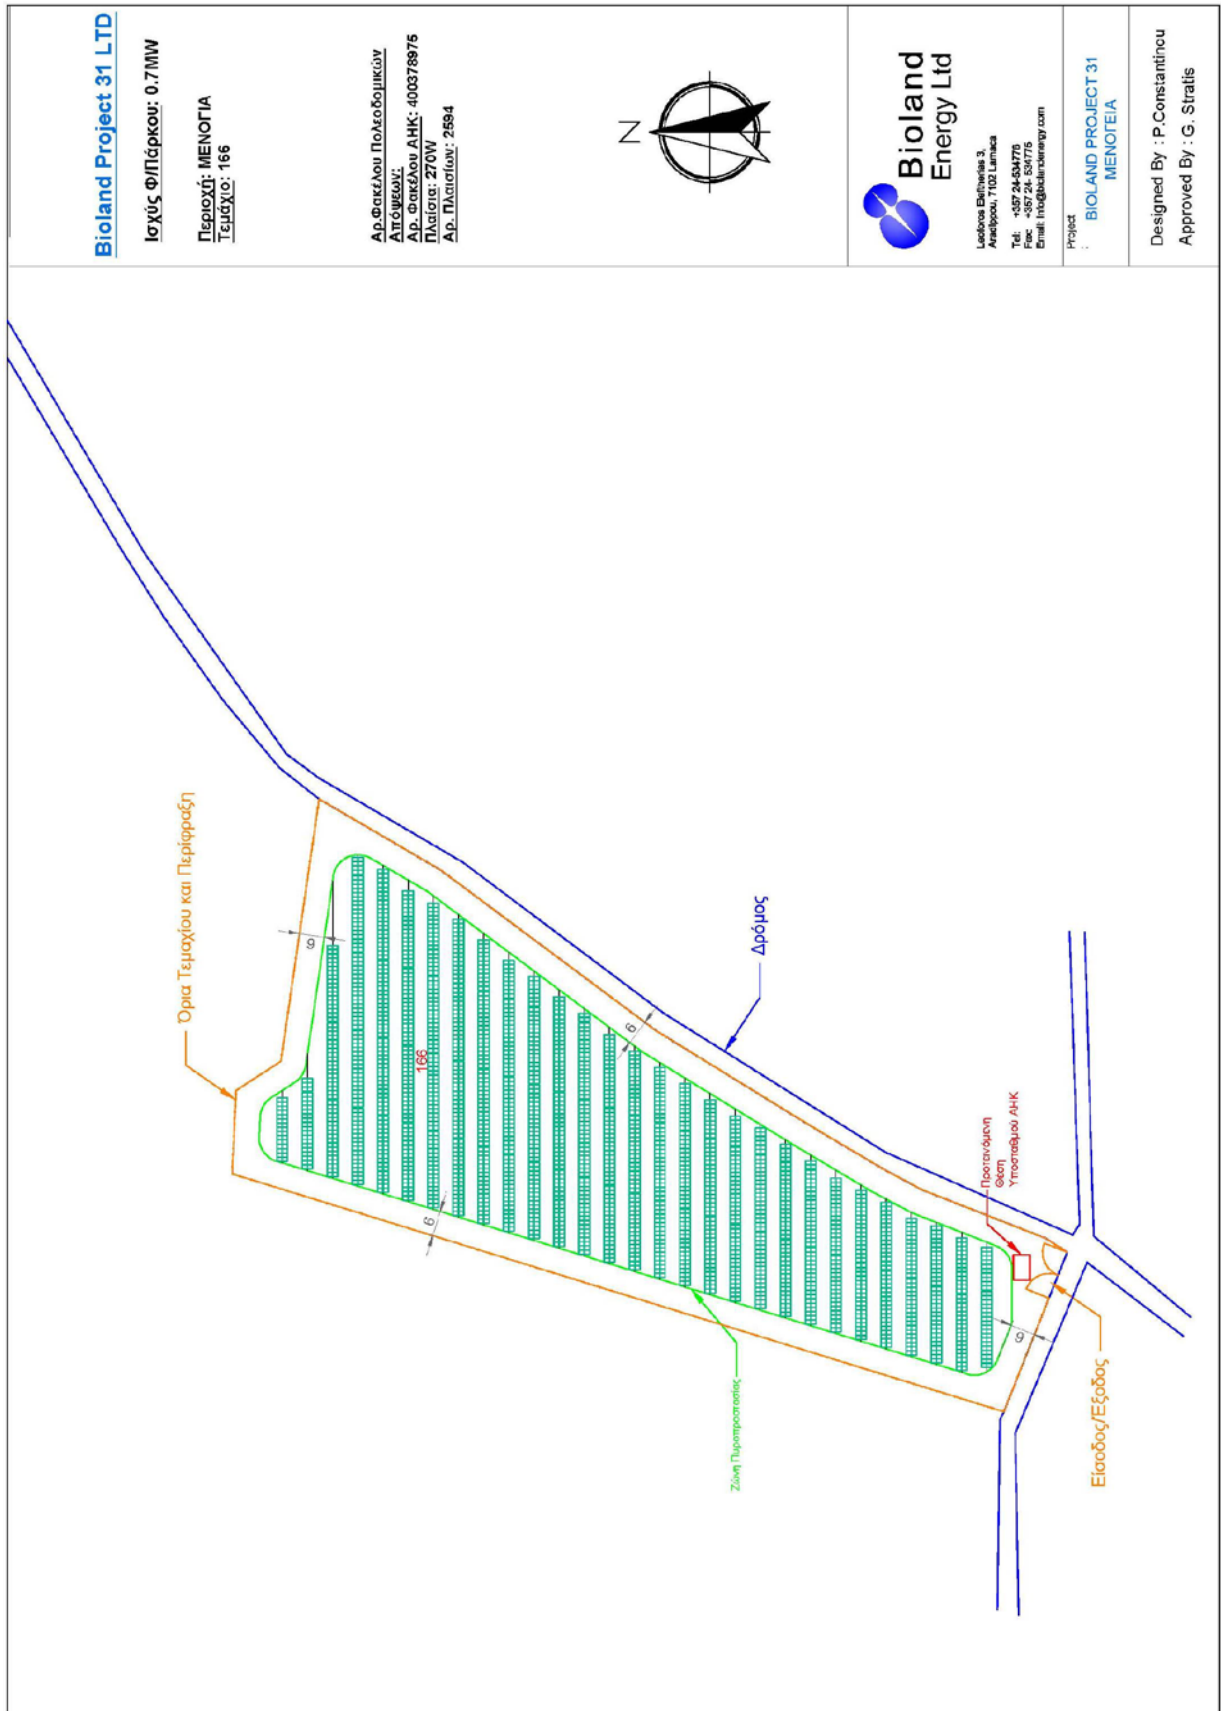 Bioland Project 31 LTD
Ισχύς Φ/Πάρκου: 0.7MW
Περιοχή: ΜΕΝΟΓΙΑ
Τεμάχιο: 166
Αρ.Φακέλου Πολεοδομικών
Απόψεων:
Αρ. Φακέλου ΑΗΚ: 400378975
Πλαίσια: 270W
Αρ. Πλαισίων: 2594
N
Bioland
Energy Ltd
Leoforos Eleftherias 3,
Aradippou, 7102 Larnaca
Tel: +357 24-534776
Fax: +357 24- 534775
Email: info@biolandenergy.com
Project
:
BIOLAND PROJECT 31
ΜΕΝΟΓΕΙΑ
Designed By : P.Constantinou
Approved By : G. Stratis
Όρια Τεμαχίου και Περίφραξη
6
166
6
6
Δρόμος
Προτεινόμενη
Θέση
Υποσταθμού ΑΗΚ
Ζώνη Πυροπροστασίας
6
Είσοδος/Έξοδος